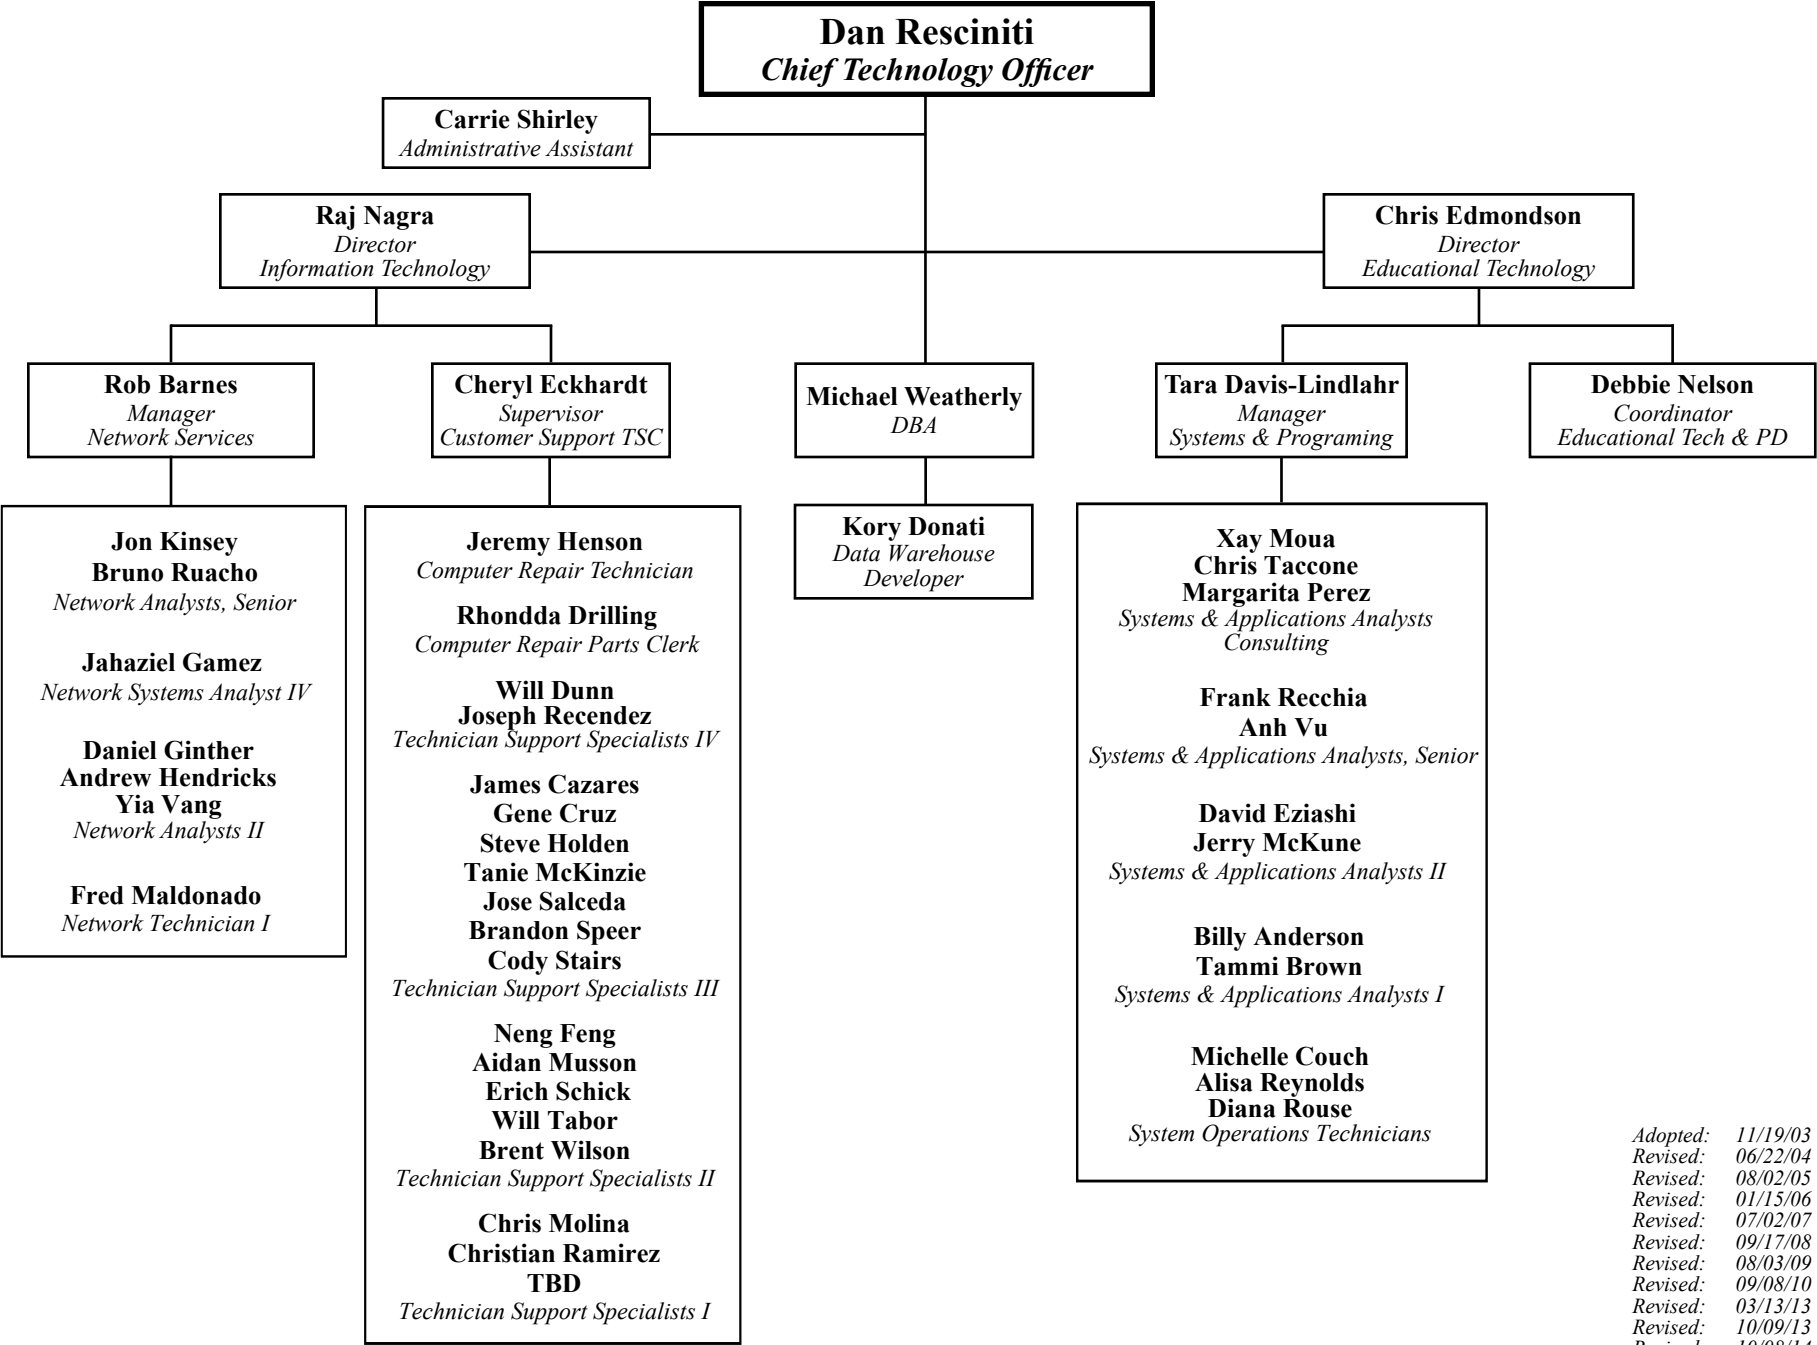 Dan Resciniti
Chief Technology Officer
Carrie Shirley
Administrative Assistant
Raj Nagra
Director
Information Technology
Chris Edmondson
Director
Educational Technology
Rob Barnes
Manager
Network Services
Cheryl Eckhardt
Supervisor
Customer Support TSC
Michael Weatherly
DBA
Tara Davis-Lindlahr
Manager
Systems & Programing
Debbie Nelson
Coordinator
Educational Tech & PD
Jon Kinsey
Bruno Ruacho
Network Analysts, Senior
Jahaziel Gamez
Network Systems Analyst IV
Daniel Ginther
Andrew Hendricks
Yia Vang
Network Analysts II
Fred Maldonado
Network Technician I
Jeremy Henson
Computer Repair Technician
Rhondda Drilling
Computer Repair Parts Clerk
Will Dunn
Joseph Recendez
Technician Support Specialists IV
James Cazares
Gene Cruz
Steve Holden
Tanie McKinzie
Jose Salceda
Brandon Speer
Cody Stairs
Technician Support Specialists III
Neng Feng
Aidan Musson
Erich Schick
Will Tabor
Brent Wilson
Technician Support Specialists II
Chris Molina
Christian Ramirez
TBD
Technician Support Specialists I
Kory Donati
Data Warehouse
Developer
Xay Moua
Chris Taccone
Margarita Perez
Systems & Applications Analysts
Consulting
Frank Recchia
Anh Vu
Systems & Applications Analysts, Senior
David Eziashi
Jerry McKune
Systems & Applications Analysts II
Billy Anderson
Tammi Brown
Systems & Applications Analysts I
Michelle Couch
Alisa Reynolds
Diana Rouse
System Operations Technicians
Adopted: 11/19/03
Revised: 06/22/04
Revised: 08/02/05
Revised: 01/15/06
Revised: 07/02/07
Revised: 09/17/08
Revised: 08/03/09
Revised: 09/08/10
Revised: 03/13/13
Revised: 10/09/13